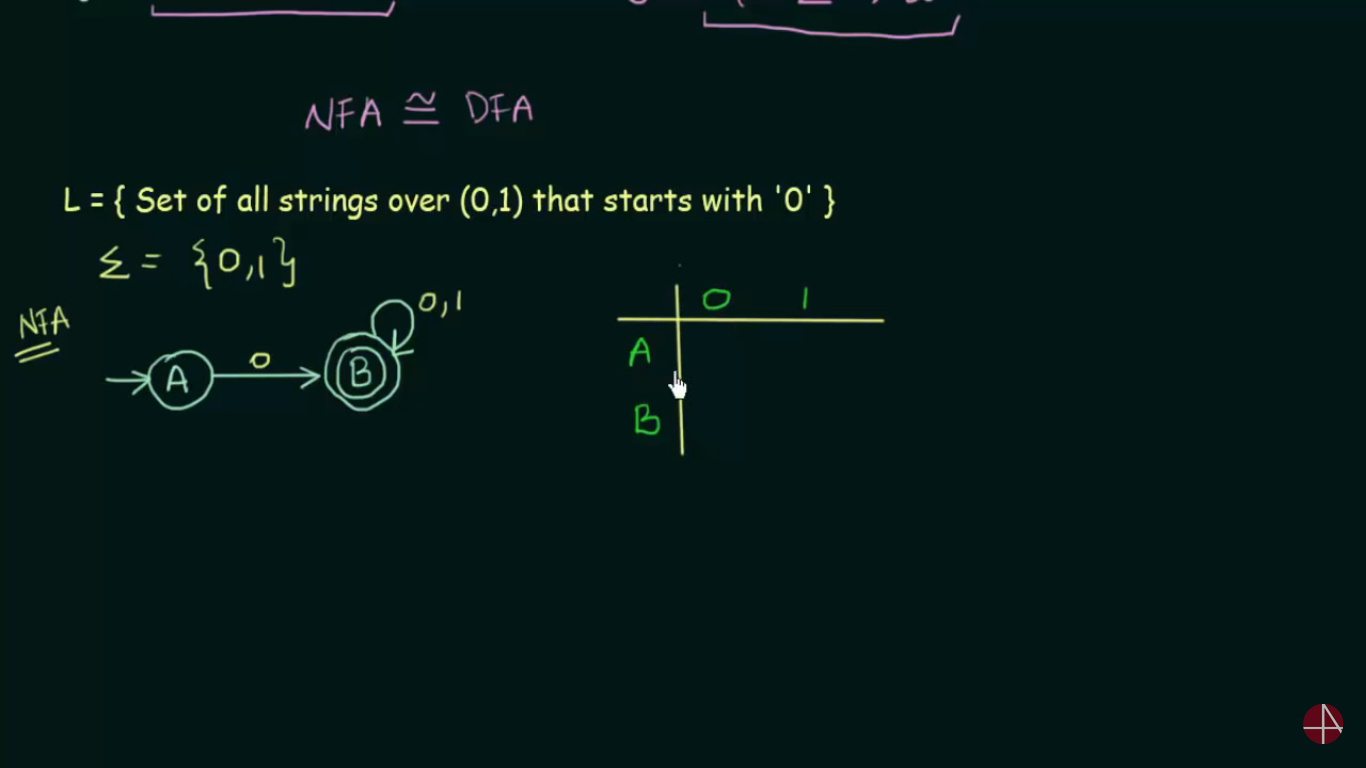 NFA ≅ DFA
L = { Set of all strings over (0,1) that starts with '0' }
Σ = {0,1}
NFA
0,1
0
A
B
0 1
A
B